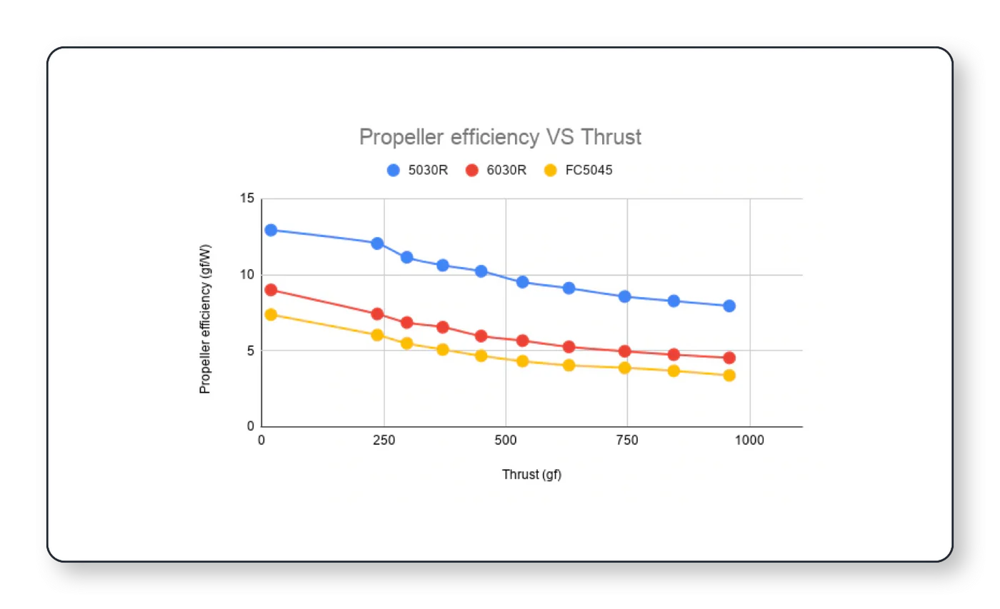 Propeller efficiency VS Thrust
5030R 6030R FC5045
Propeller efficiency (gf/W)
15
10
5
0
0 250 500 750 1000
Thrust (gf)